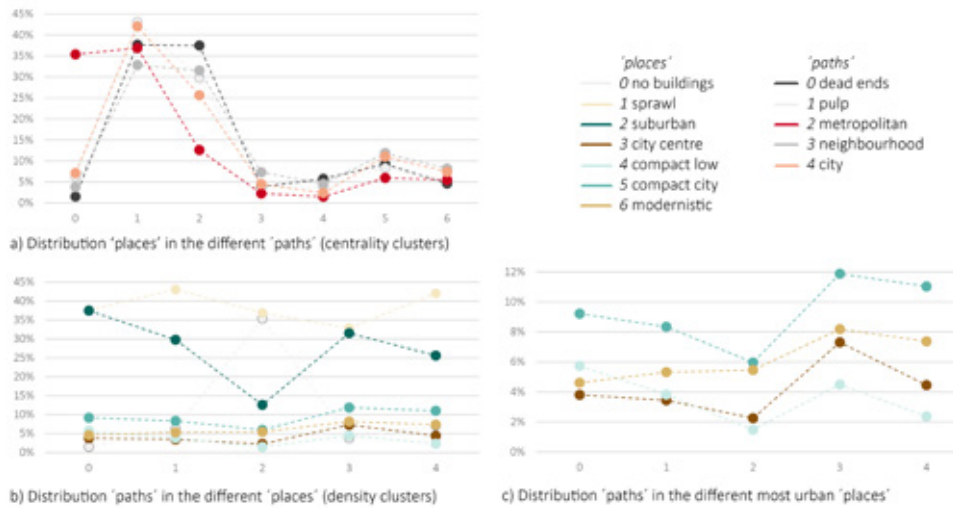 45%
40%
35%
30%
25%
20%
15%
10%
5%
0%
0 1 2 3 4 5 6
a) Distribution 'places' in the different ´paths´ (centrality clusters)
´places´
0 no buildings
1 sprawl
2 suburban
3 city centre
4 compact low
5 compact city
6 modernistic
´paths´
0 dead ends
1 pulp
2 metropolitan
3 neighbourhood
4 city
45%
40%
35%
30%
25%
20%
15%
10%
5%
0%
0 1 2 3 4
b) Distribution ´paths´ in the different ´places´ (density clusters)
12%
10%
8%
6%
4%
2%
0%
0 1 2 3 4
c) Distribution ´paths´ in the different most urban ´places´